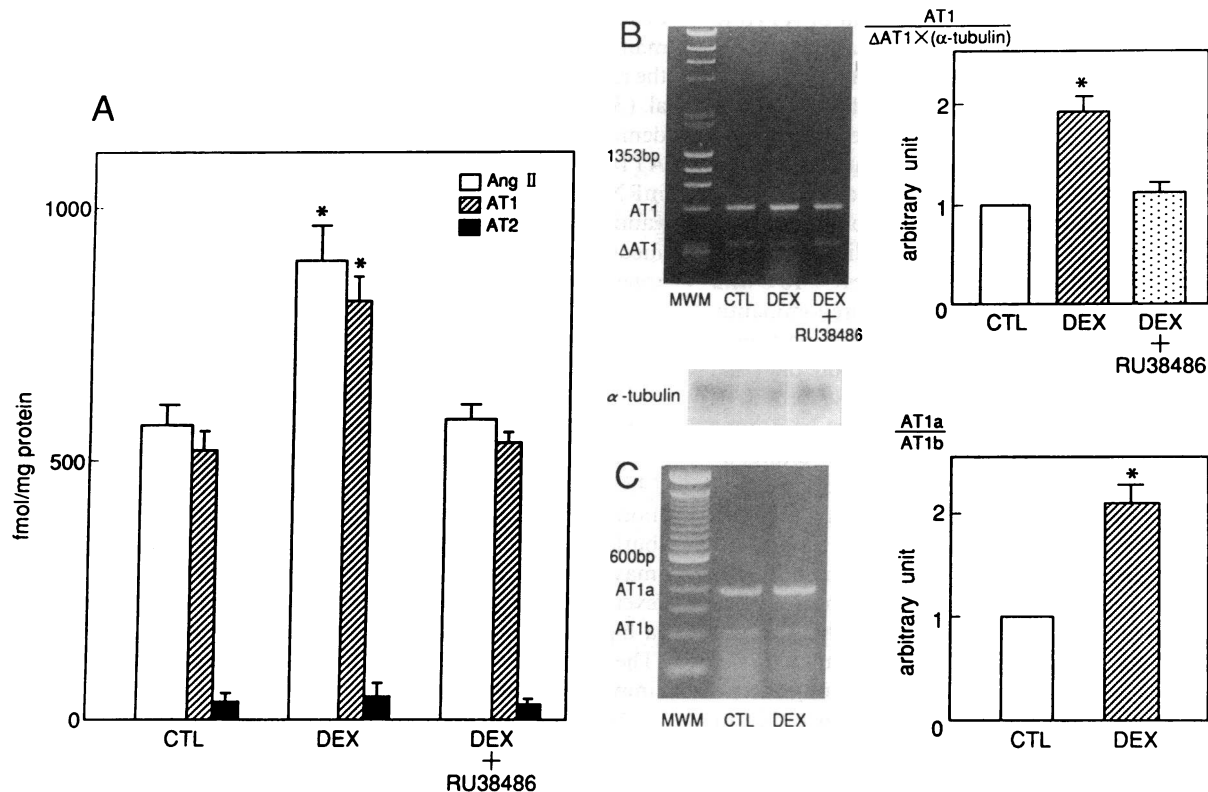 A
fmol/mg protein
1000
500
0
Ang II
AT1
AT2
*
*
CTL
DEX
DEX
+
RU38486
B
1353bp
AT1
ΔAT1
MWM CTL DEX DEX
+
RU38486
α-tubulin
AT1
ΔAT1×(α-tubulin)
arbitrary unit
2
1
0
*
CTL
DEX
DEX
+
RU38486
C
600bp
AT1a
AT1b
MWM CTL DEX
AT1a
AT1b
arbitrary unit
2
1
0
*
CTL
DEX